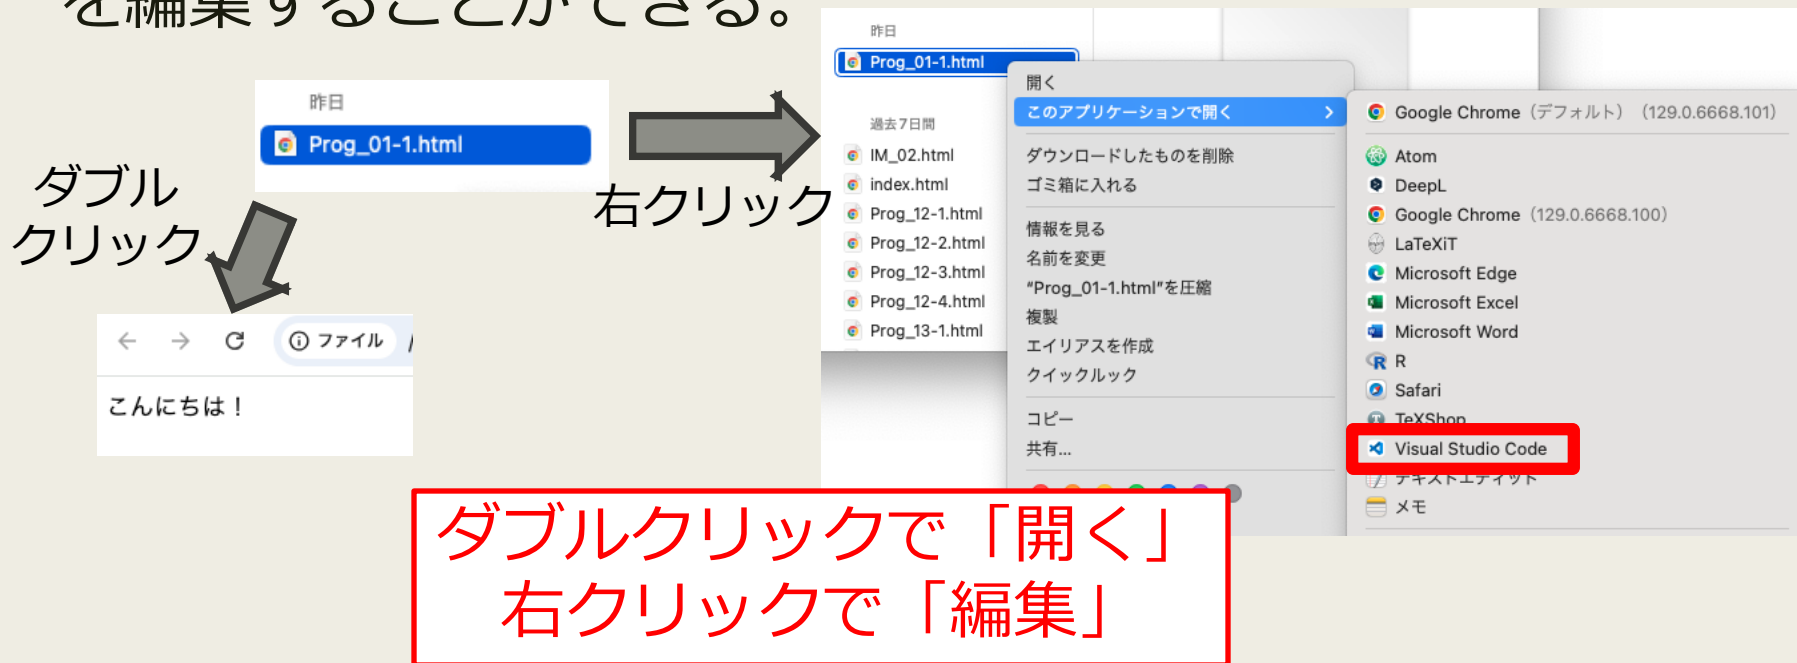 を編集することができる。
昨日
Prog_01-1.html
ダブル
クリック
右クリック
ファイル
こんにちは！
昨日
Prog_01-1.html
過去7日間
IM_02.html
index.html
Prog_12-1.html
Prog_12-2.html
Prog_12-3.html
Prog_12-4.html
Prog_13-1.html
開く
このアプリケーションで開く
ダウンロードしたものを削除
ゴミ箱に入れる
情報を見る
名前を変更
“Prog_01-1.html”を圧縮
複製
エイリアスを作成
クイックルック
コピー
共有...
Google Chrome（デフォルト）（129.0.6668.101）
Atom
DeepL
Google Chrome（129.0.6668.100）
LaTeXiT
Microsoft Edge
Microsoft Excel
Microsoft Word
R
Safari
TeXShop
Visual Studio Code
テキストエディット
メモ
ダブルクリックで「開く」
右クリックで「編集」